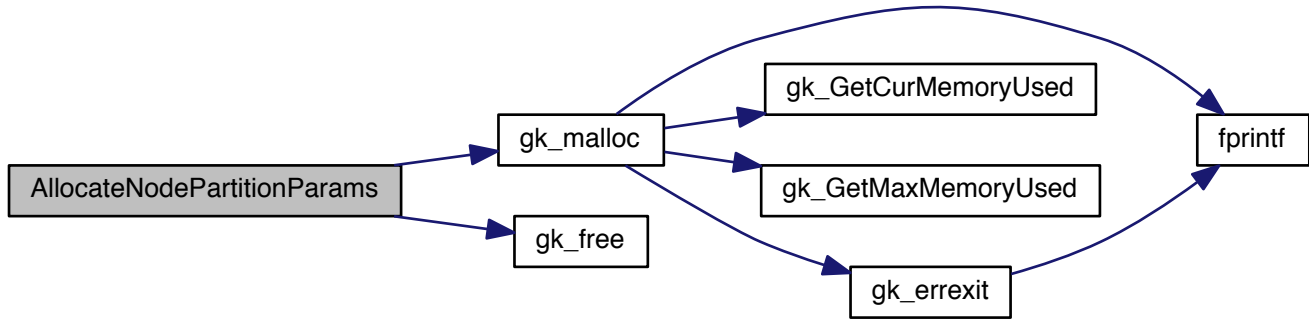 AllocateNodePartitionParams
gk_malloc
gk_free
gk_GetCurMemoryUsed
gk_GetMaxMemoryUsed
gk_errexit
fprintf